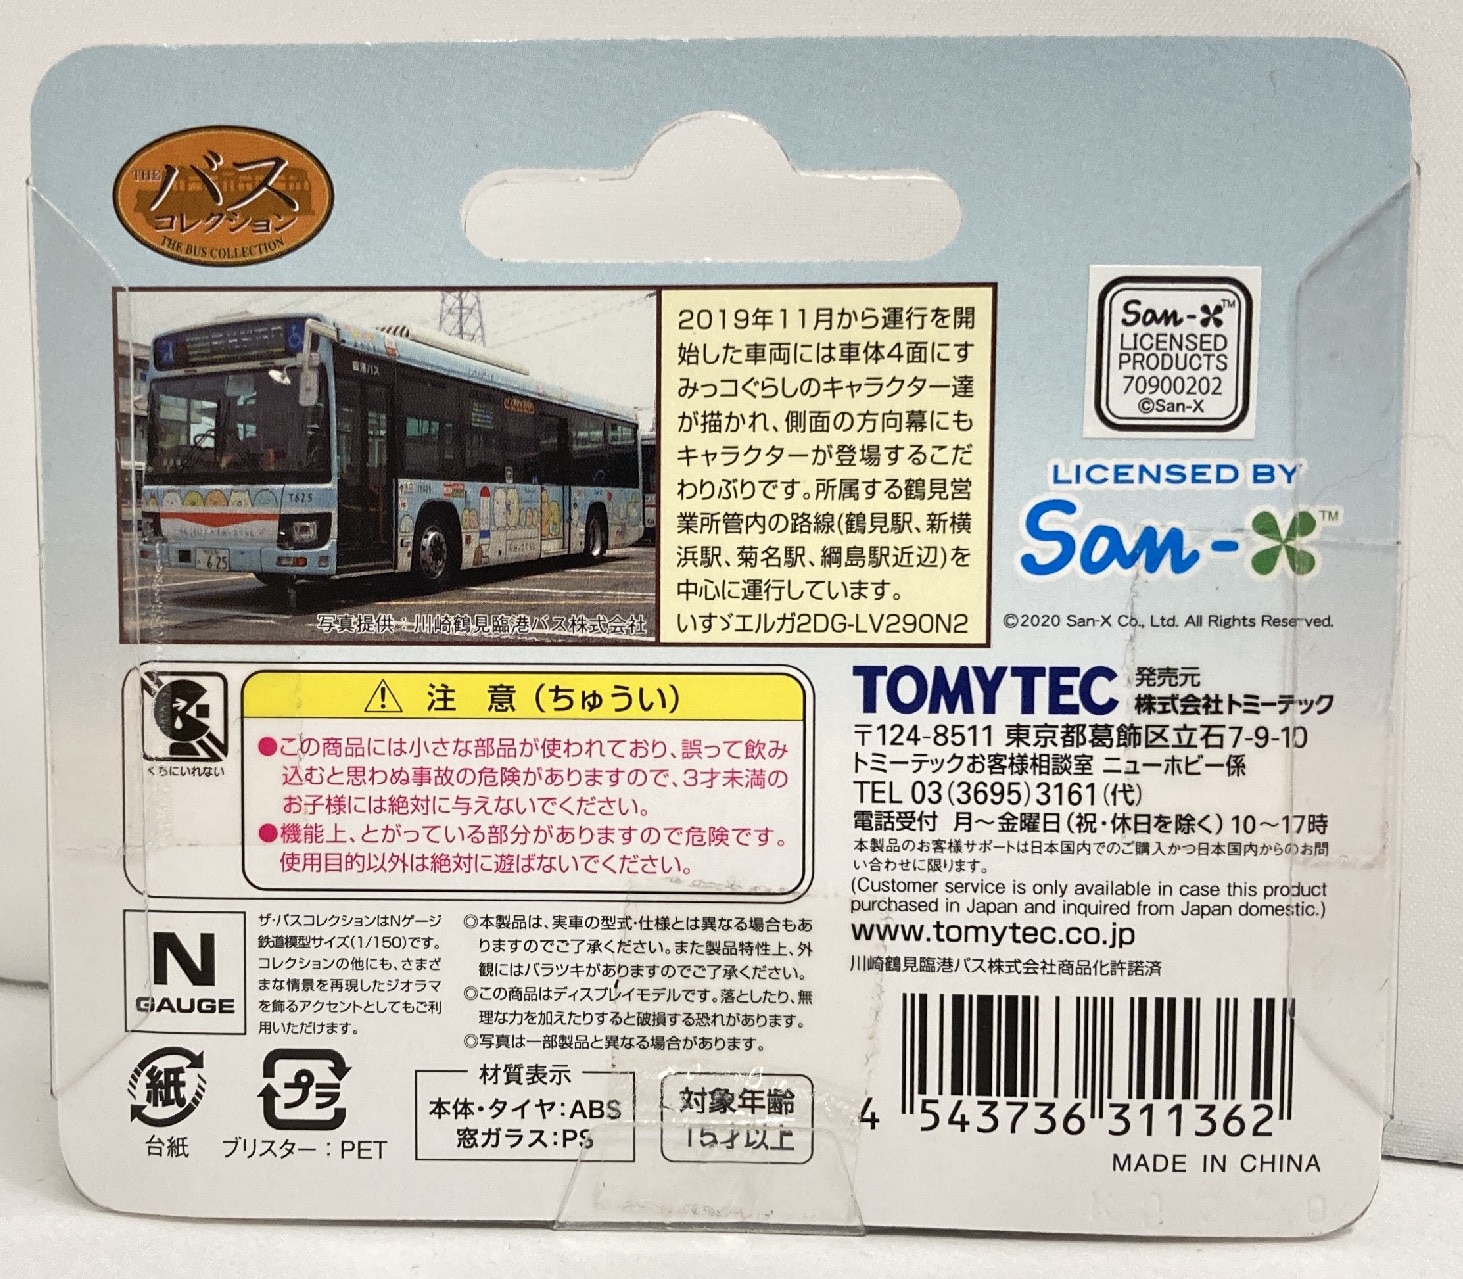 THE バス
コレクション
THE BUS COLLECTION
臨港バス
T625
・625
写真提供:川崎鶴見臨港バス株式会社
2019年11月から運行を開
始した車両には車体4面にす
みっコぐらしのキャラクター達
が描かれ、側面の方向幕にも
キャラクターが登場するこだ
わりぶりです。所属する鶴見営
業所管内の路線(鶴見駅、新横
浜駅、菊名駅、綱島駅近辺)を
中心に運行しています。
いすゞエルガ2DG-LV290N2
San-X™
LICENSED
PRODUCTS
70900202
©San-X
LICENSED BY
San-X™
©2020 San-X Co., Ltd. All Rights Reserved.
くちにいれない
⚠ 注 意(ちゅうい)
●この商品には小さな部品が使われており、誤って飲み
込むと思わぬ事故の危険がありますので、3才未満の
お子様には絶対に与えないでください。
●機能上、とがっている部分がありますので危険です。
使用目的以外は絶対に遊ばないでください。
TOMYTEC 発売元
株式会社トミーテック
〒124-8511 東京都葛飾区立石7-9-10
トミーテックお客様相談室 ニューホビー係
TEL 03(3695)3161(代)
電話受付 月~金曜日(祝・休日を除く)10~17時
本製品のお客様サポートは日本国内でのご購入かつ日本国内からのお問
い合わせに限ります。
(Customer service is only available in case this product
purchased in Japan and inquired from Japan domestic.)
www.tomytec.co.jp
川崎鶴見臨港バス株式会社商品化許諾済
N
GAUGE
ザ・バスコレクションはNゲージ
鉄道模型サイズ(1/150)です。
コレクションの他にも、さまざ
まな情景を再現したジオラマ
を飾るアクセントとしてもご利
用いただけます。
◎本製品は、実車の型式・仕様とは異なる場合もあ
りますのでご了承ください。また製品特性上、外
観にはバラツキがありますのでご了承ください。
◎この商品はディスプレイモデルです。落としたり、無
理な力を加えたりすると破損する恐れがあります。
◎写真は一部製品と異なる場合があります。
紙
台紙
プラ
ブリスター:PET
材質表示
本体・タイヤ:ABS
窓ガラス:PS
対象年齢
15才以上
4 543736 311362
MADE IN CHINA